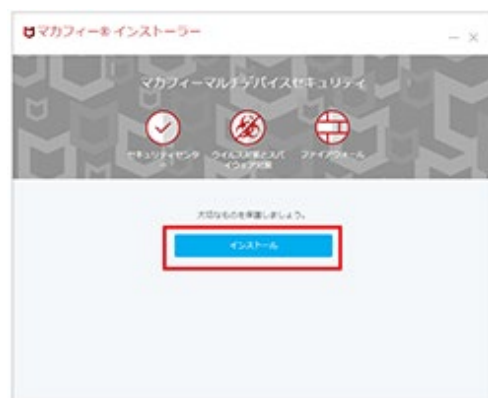 マカフィー® インストーラー
マカフィーマルチデバイスセキュリティ
セキュリティセンター
ウイルス対策とスパイウェア対策
ファイアウォール
大切なものを保護しましょう。
インストール